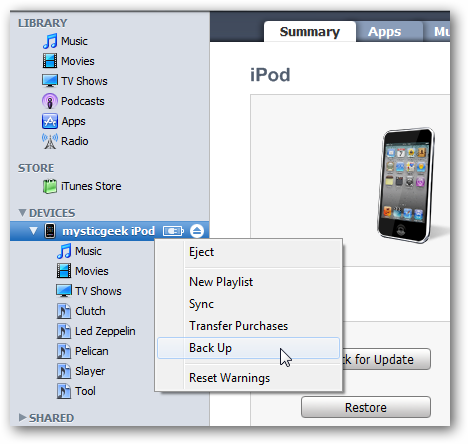 LIBRARY
Music
Movies
TV Shows
Podcasts
Apps
Radio
STORE
iTunes Store
DEVICES
mysticgeek iPod
Music
Movies
TV Shows
Clutch
Led Zeppelin
Pelican
Slayer
Tool
SHARED
Summary
Apps
iPod
Eject
New Playlist
Sync
Transfer Purchases
Back Up
Reset Warnings
for Update
Restore